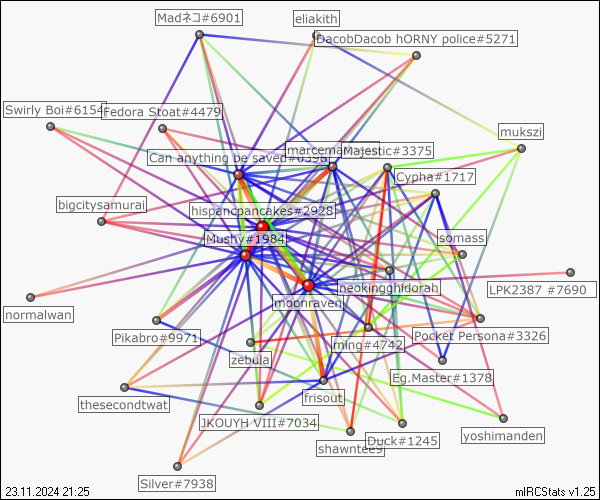 Madネコ#6901
eliakith
DacobDacob hORNY police#5271
Swirly Boi#6154
Fedora Stoat#4479
mukszi
marcema
Majestic#3375
Can anything be saved#0398
Cypha#1717
bigcitysamurai
hispancpancakes#2928
Mushy#1984
somass
neokingghidorah
LPK2387 #7690
moonraven
normalwan
Pikabro#9971
ming#4742
Pocket Persona#3326
zebula
Eg.Master#1378
thesecondtwat
frisout
JKOUYH VIII#7034
shawntee9
Duck#1245
yoshimanden
Silver#7938
23.11.2024 21:25
mIRCStats v1.25